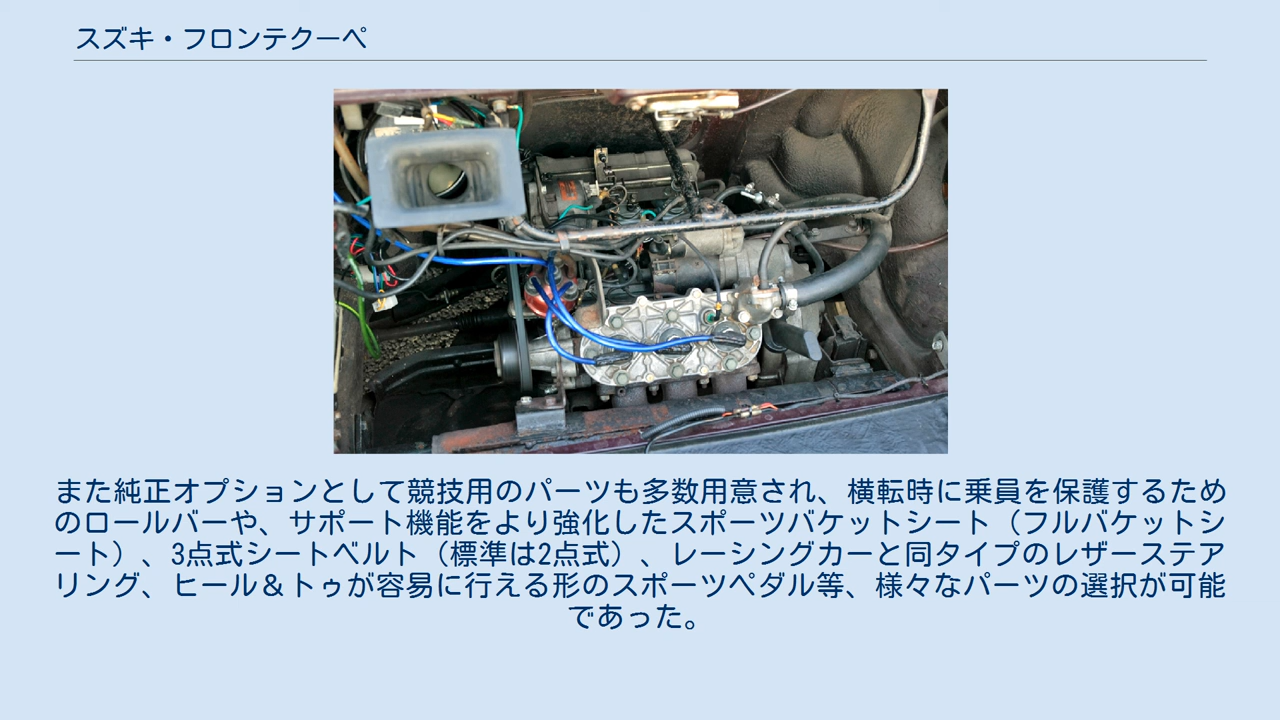 スズキ・フロンテクーペ
また純正オプションとして競技用のパーツも多数用意され、横転時に乗員を保護するため
のロールバーや、サポート機能をより強化したスポーツバケットシート（フルバケットシ
ート）、3点式シートベルト（標準は2点式）、レーシングカーと同タイプのレザーステア
リング、ヒール＆トゥが容易に行える形のスポーツペダル等、様々なパーツの選択が可能
であった。